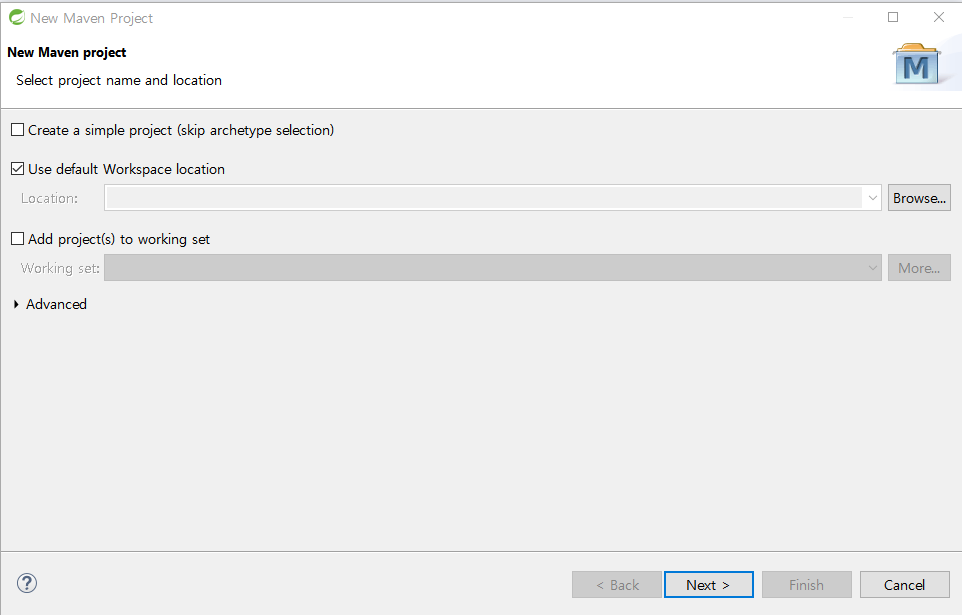 New Maven Project
New Maven project
Select project name and location
M
Create a simple project (skip archetype selection)
Use default Workspace location
Location:
Browse...
Add project(s) to working set
Working set:
More...
Advanced
?
< Back
Next >
Finish
Cancel